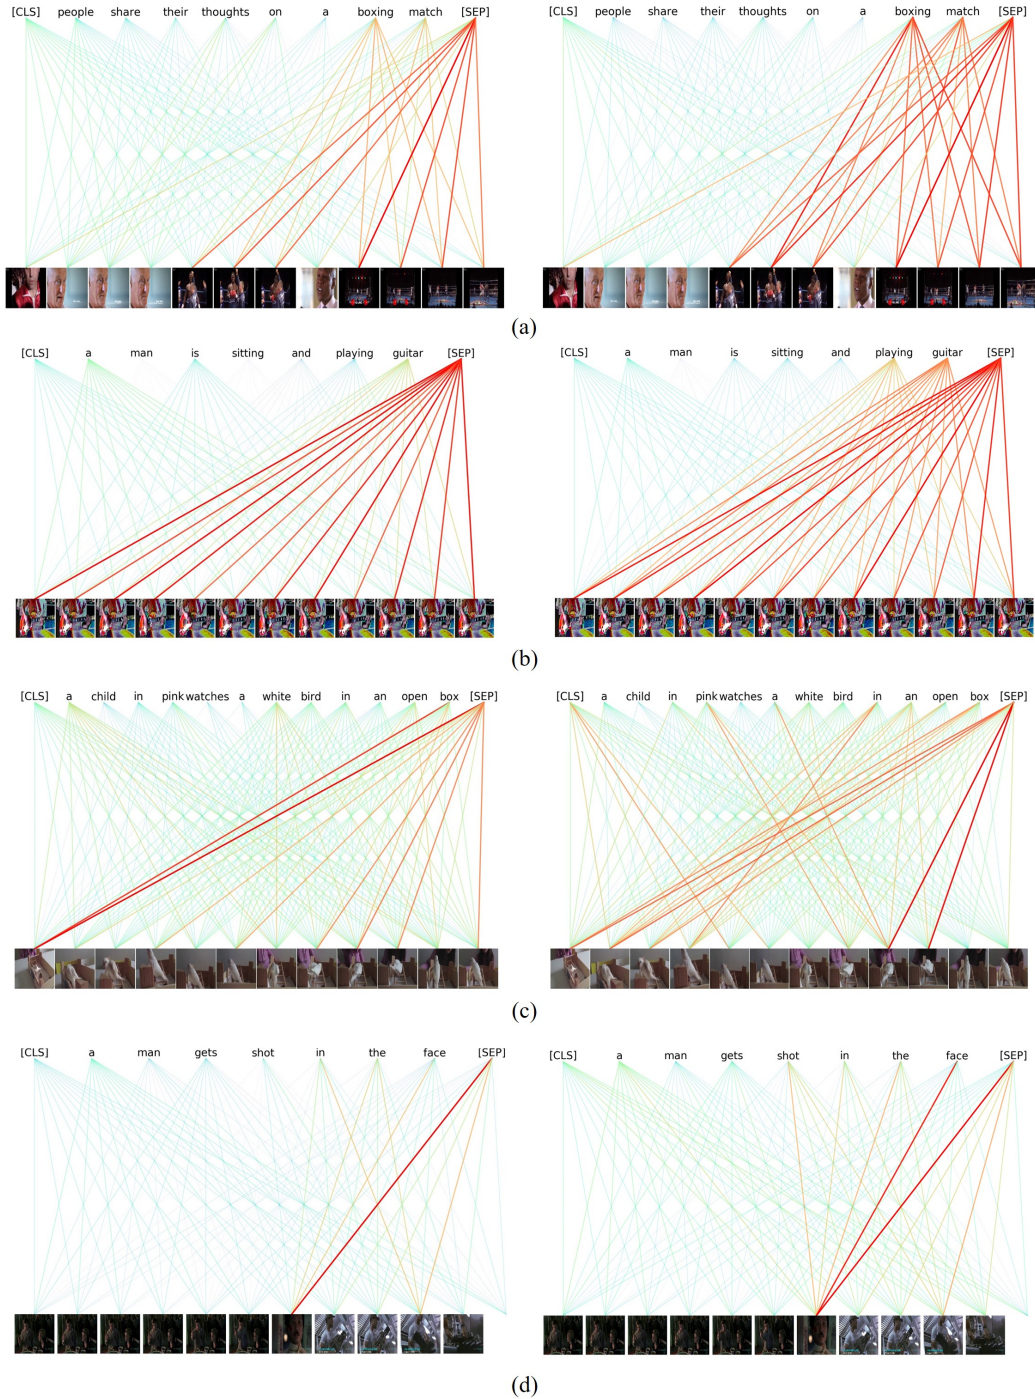 [CLS] people share their thoughts on a boxing match [SEP]
[CLS] people share their thoughts on a boxing match [SEP]
(a)
[CLS] a man is sitting and playing guitar [SEP]
[CLS] a man is sitting and playing guitar [SEP]
(b)
[CLS] a child in pink watches a white bird in an open box [SEP]
[CLS] a child in pink watches a white bird in an open box [SEP]
(c)
[CLS] a man gets shot in the face [SEP]
[CLS] a man gets shot in the face [SEP]
(d)